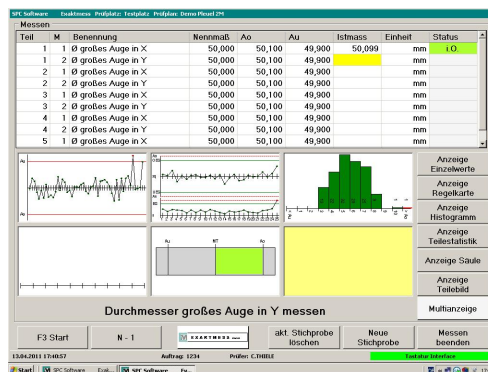 SPC Software Exaktmess Prüfplatz: Testplatz Prüfplan: Demo Pleuel 2M
Messen
Teil M Benennung Nennmaß Ao Au Istmass Einheit Status
1 1 Ø großes Auge in X 50,000 50,100 49,900 50,099 mm i.O.
1 2 Ø großes Auge in Y 50,000 50,100 49,900 mm
2 1 Ø großes Auge in X 50,000 50,100 49,900 mm
2 2 Ø großes Auge in Y 50,000 50,100 49,900 mm
3 1 Ø großes Auge in X 50,000 50,100 49,900 mm
3 2 Ø großes Auge in Y 50,000 50,100 49,900 mm
4 1 Ø großes Auge in X 50,000 50,100 49,900 mm
4 2 Ø großes Auge in Y 50,000 50,100 49,900 mm
5 1 Ø großes Auge in X 50,000 50,100 49,900 mm
Anzeige
Einzelwerte
Anzeige
Regelkarte
Anzeige
Histogramm
Anzeige
Teilestatistik
Au MT Ao
Anzeige Säule
Anzeige
Teilebild
Durchmesser großes Auge in Y messen
Multianzeige
F3 Start
N - 1
EXAKTMESS
akt. Stichprobe
löschen
Neue
Stichprobe
Messen
beenden
13.04.2011 17:40:57 Auftrag: 1234 Prüfer: C.THIELE Tastatur Interface
Start SPC Software Exak... SPC Software Ex...